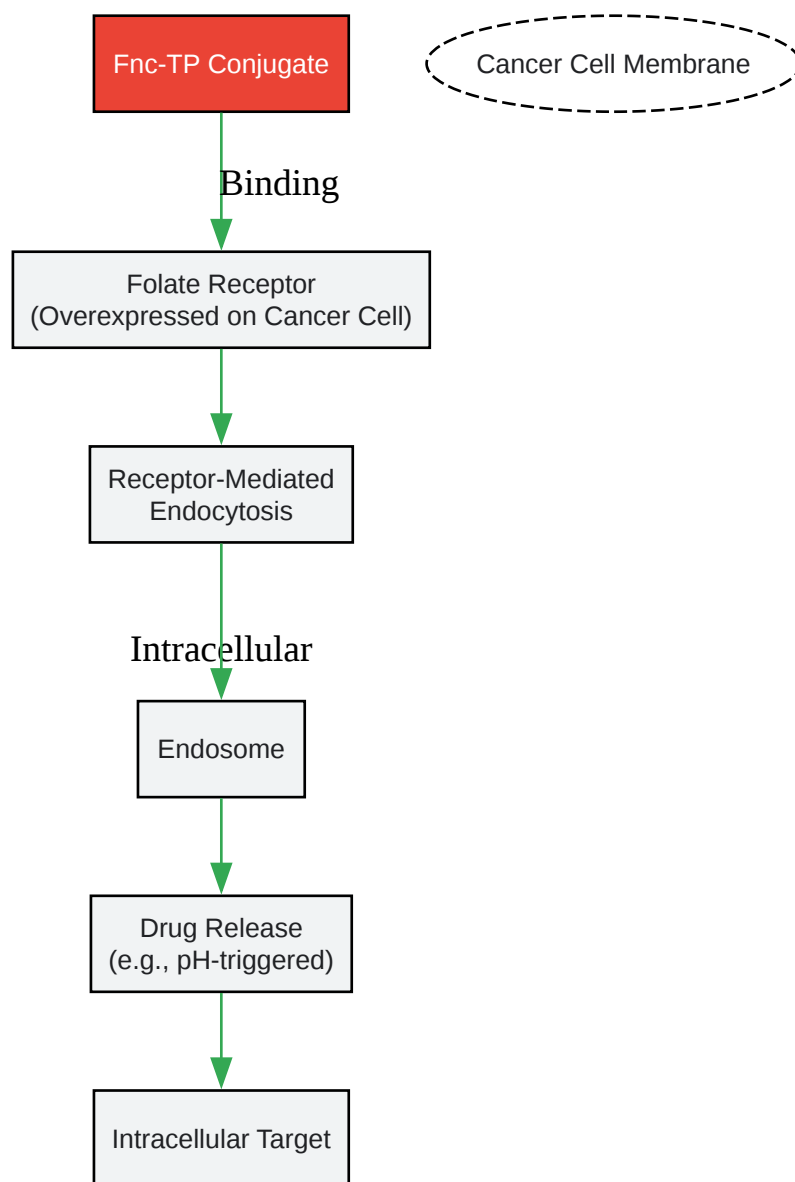 Fnc-TP Conjugate
Cancer Cell Membrane
Binding
Folate Receptor
(Overexpressed on Cancer Cell)
Receptor-Mediated
Endocytosis
Intracellular
Endosome
Drug Release
(e.g., pH-triggered)
Intracellular Target